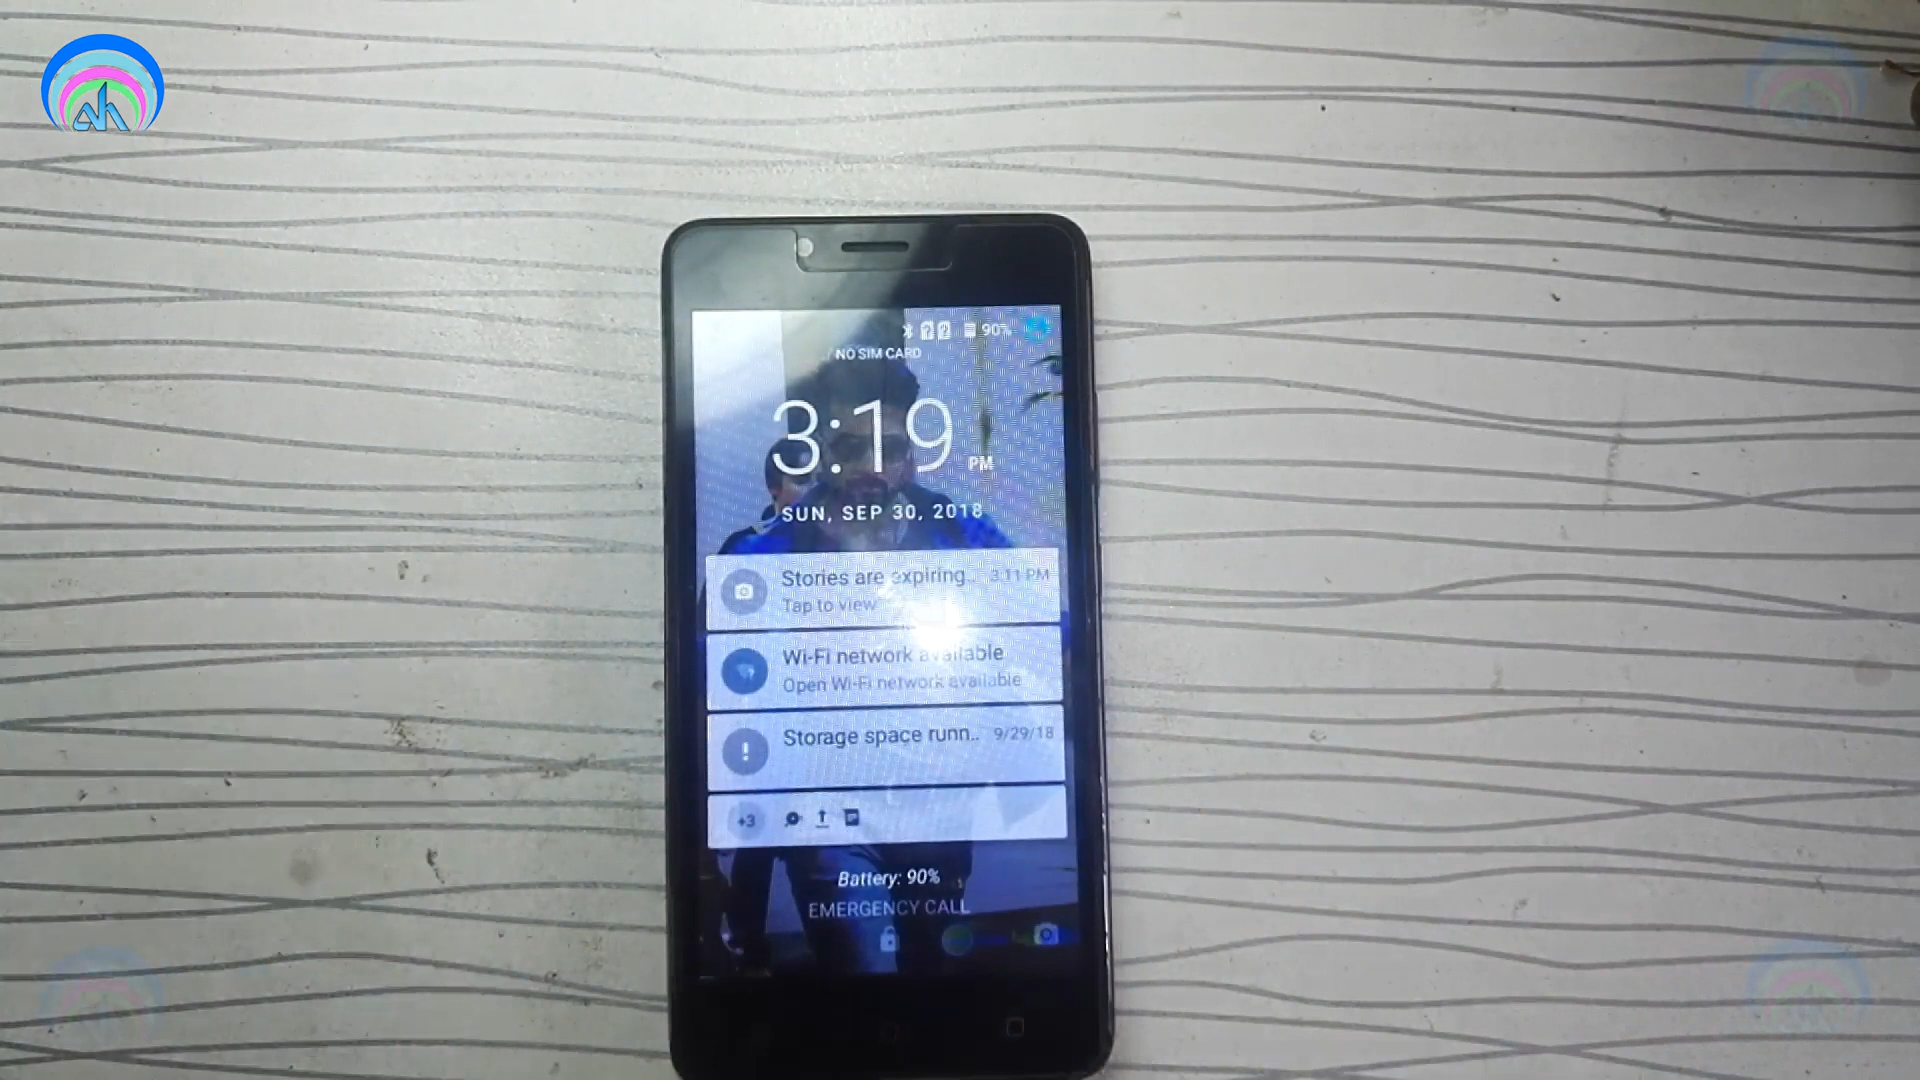 90%
NO SIM CARD
3:19 PM
SUN, SEP 30, 2018
Stories are expiring.. 3:11 PM
Tap to view
Wi-Fi network available
Open Wi-Fi network available
Storage space runn.. 9/29/18
+3
Battery: 90%
EMERGENCY CALL